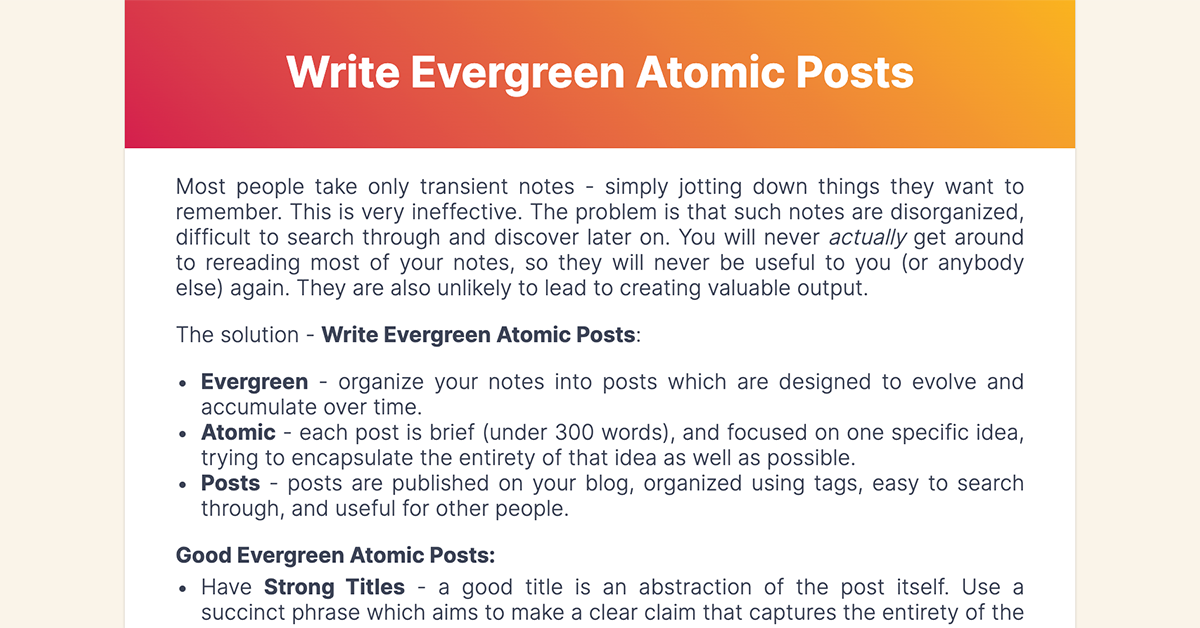 Write Evergreen Atomic Posts
Most people take only transient notes - simply jotting down things they want to
remember. This is very ineffective. The problem is that such notes are disorganized,
difficult to search through and discover later on. You will never actually get around
to rereading most of your notes, so they will never be useful to you (or anybody
else) again. They are also unlikely to lead to creating valuable output.
The solution - Write Evergreen Atomic Posts:
• Evergreen - organize your notes into posts which are designed to evolve and
accumulate over time.
• Atomic - each post is brief (under 300 words), and focused on one specific idea,
trying to encapsulate the entirety of that idea as well as possible.
• Posts - posts are published on your blog, organized using tags, easy to search
through, and useful for other people.
Good Evergreen Atomic Posts:
• Have Strong Titles - a good title is an abstraction of the post itself. Use a
succinct phrase which aims to make a clear claim that captures the entirety of the